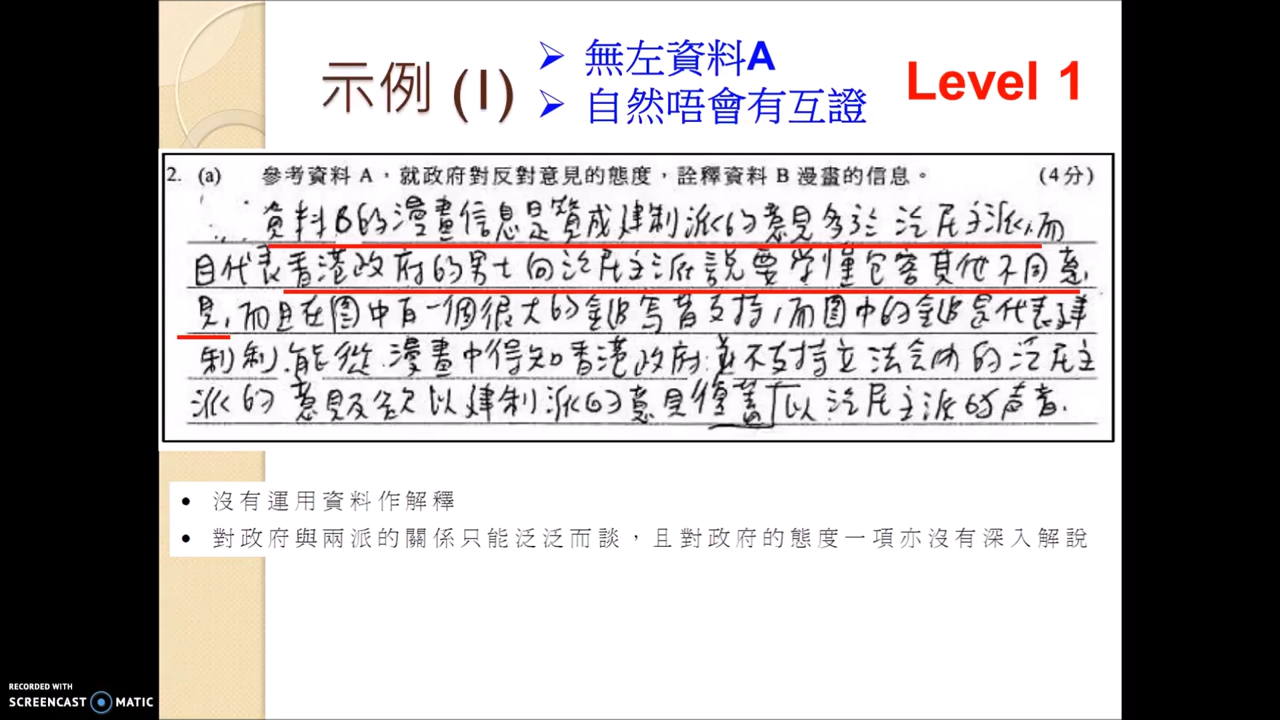 示例 (I)
➢ 無左資料A
➢ 自然唔會有互證
Level 1
2. (a) 參考資料 A，就政府對反對意見的態度，詮釋資料 B 漫畫的信息。 (4分)
資料B的漫畫信息是贊成建制派的意見多於泛民主派，而
且代表香港政府的男士向泛民主派說要學懂包容其他不同意
見，而且在圖中有一個很大的鎚寫着支持，而圖中的鎚是代表建
制，能從漫畫中得知香港政府並不支持立法會內的泛民主
派的意見及欲以建制派的意見覆蓋以泛民主派的声音.
• 沒有運用資料作解釋
• 對政府與兩派的關係只能泛泛而談，且對政府的態度一項亦沒有深入解說
RECORDED WITH
SCREENCAST MATIC